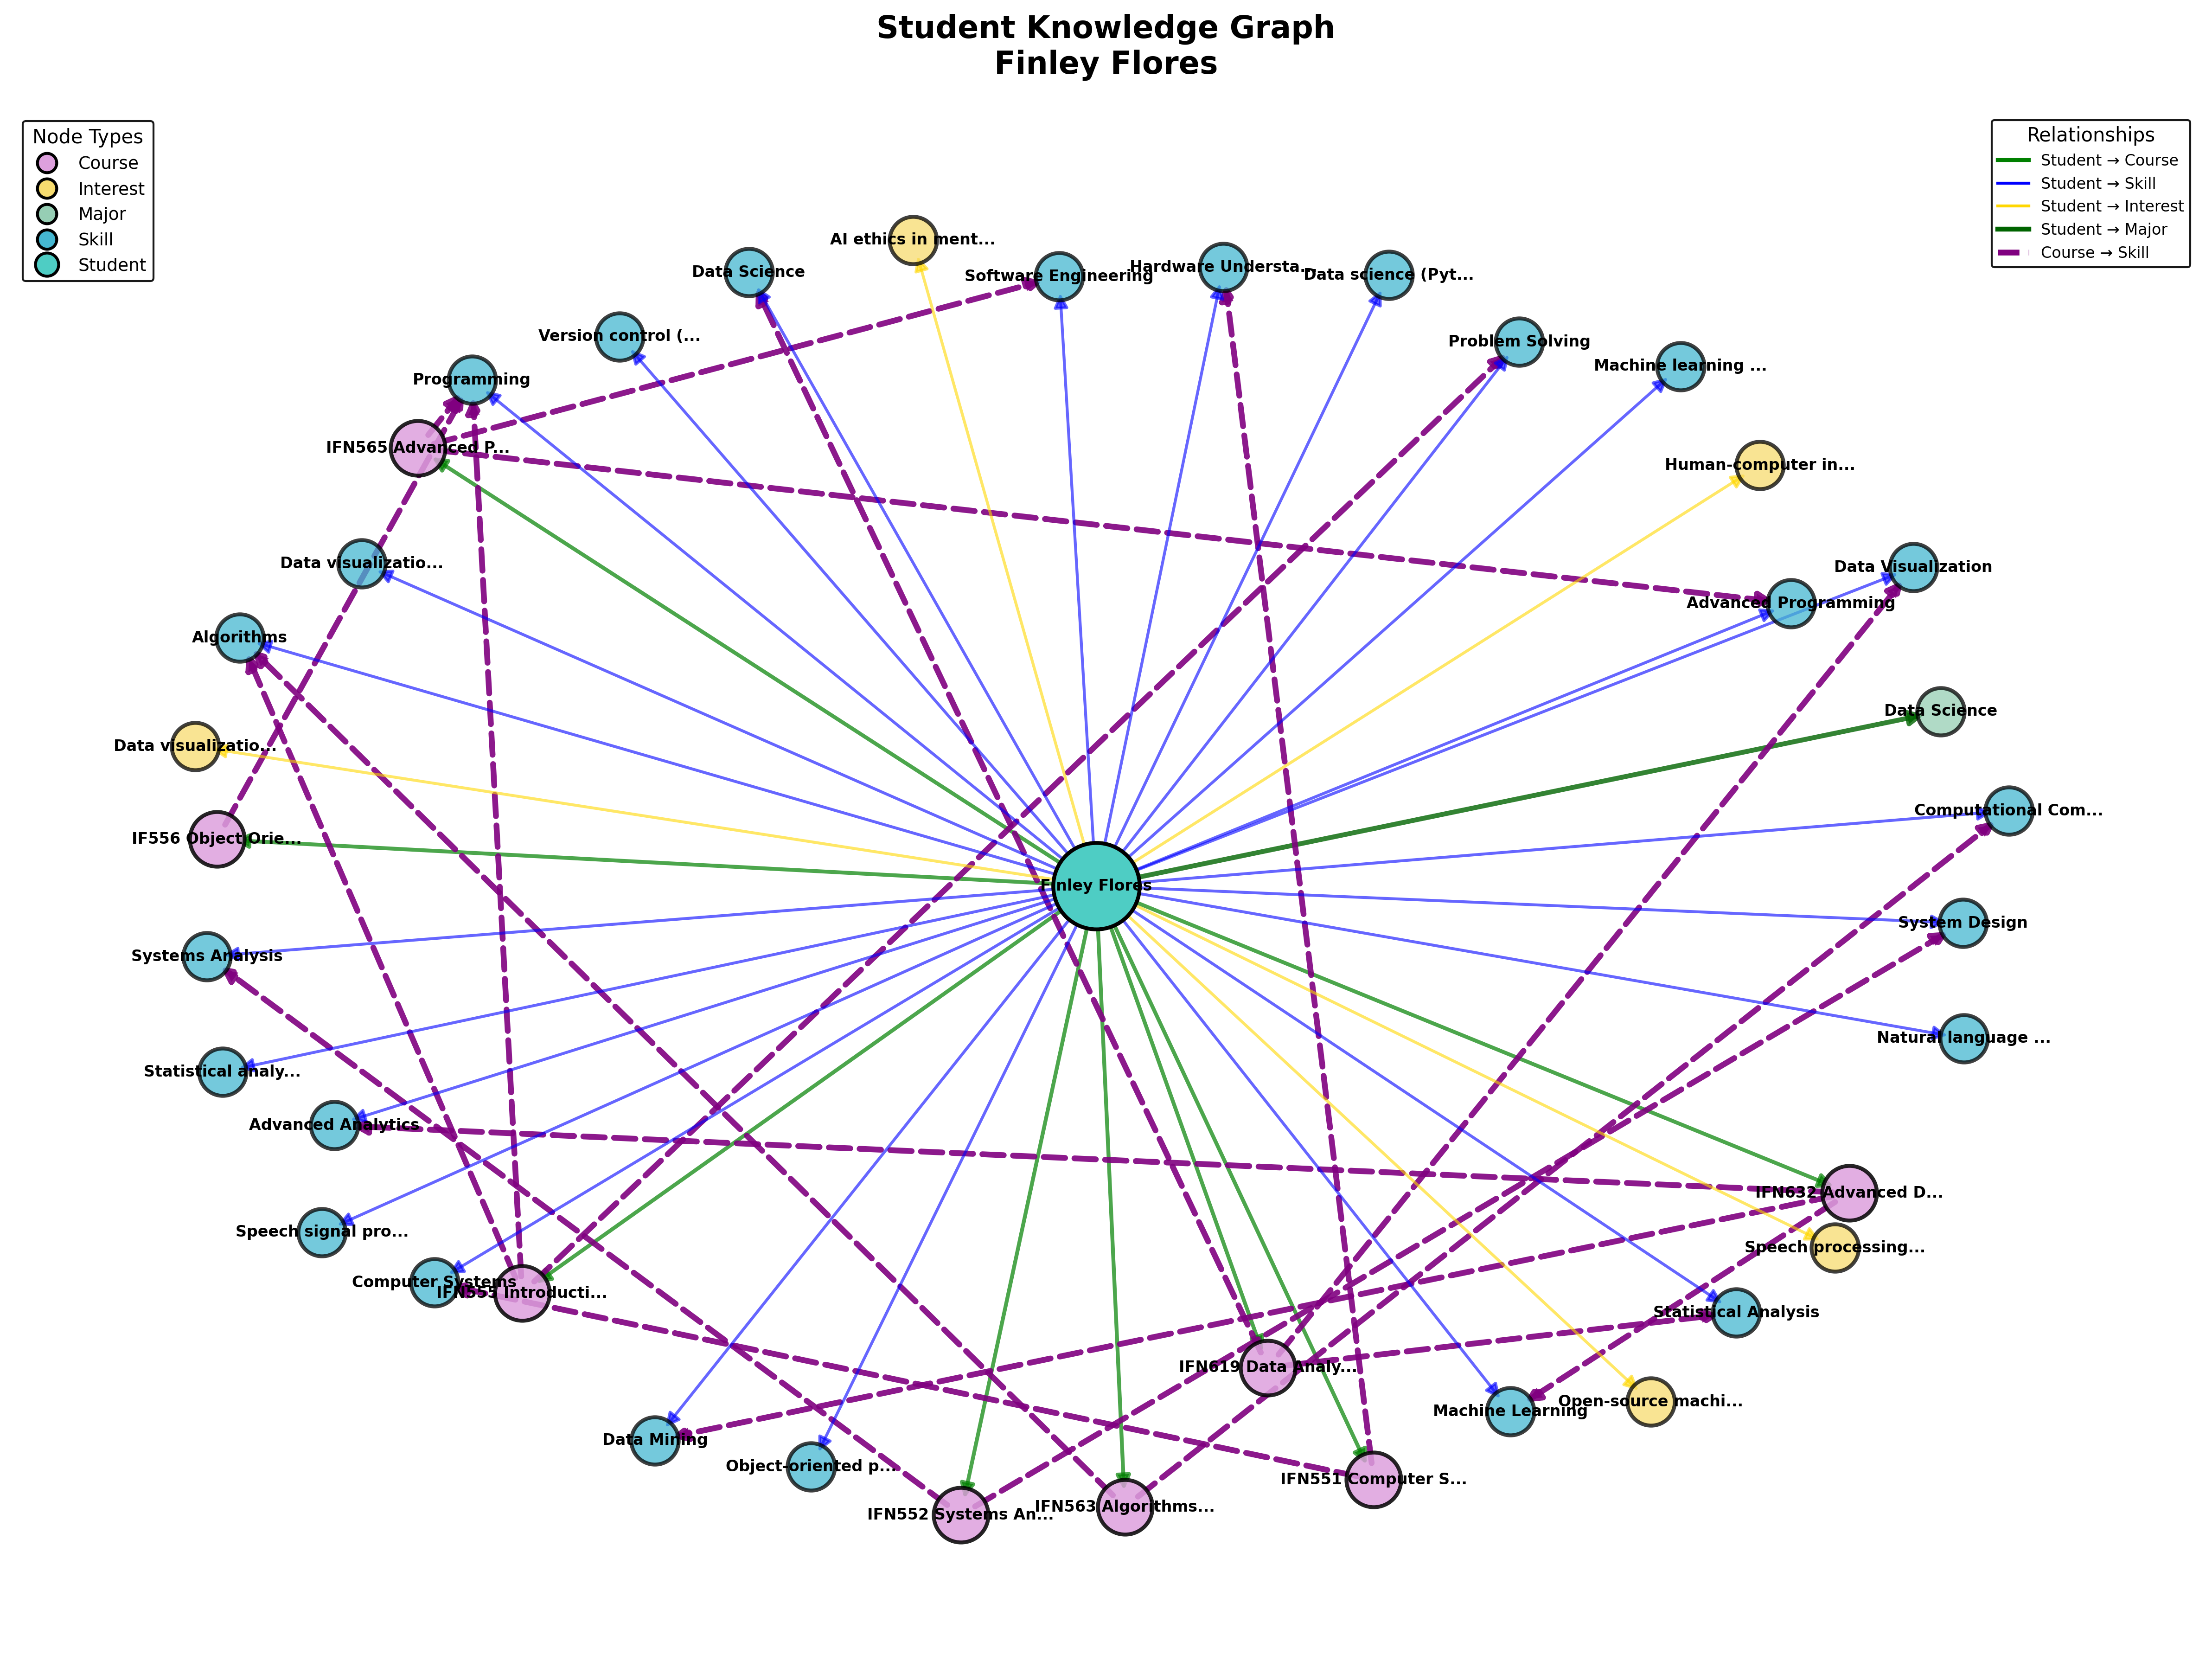 Student Knowledge Graph
Finley Flores
Node Types
Course
Interest
Major
Skill
Student
Relationships
Student → Course
Student → Skill
Student → Interest
Student → Major
Course → Skill
AI ethics in ment...
Data Science
Software Engineering
Hardware Understa...
Data science (Pyt...
Version control (...
Problem Solving
Machine learning ...
Programming
IFN565 Advanced P...
Human-computer in...
Data visualizatio...
Data Visualization
Advanced Programming
Algorithms
Data Science
Data visualizatio...
Computational Com...
IF556 Object Orie...
Finley Flores
System Design
Systems Analysis
Natural language ...
Statistical analy...
Advanced Analytics
IFN632 Advanced D...
Speech signal pro...
Speech processing...
Computer Systems
IFN555 Introducti...
Statistical Analysis
IFN619 Data Analy...
Open-source machi...
Machine Learning
Data Mining
Object-oriented p...
IFN551 Computer S...
IFN563 Algorithms...
IFN552 Systems An...